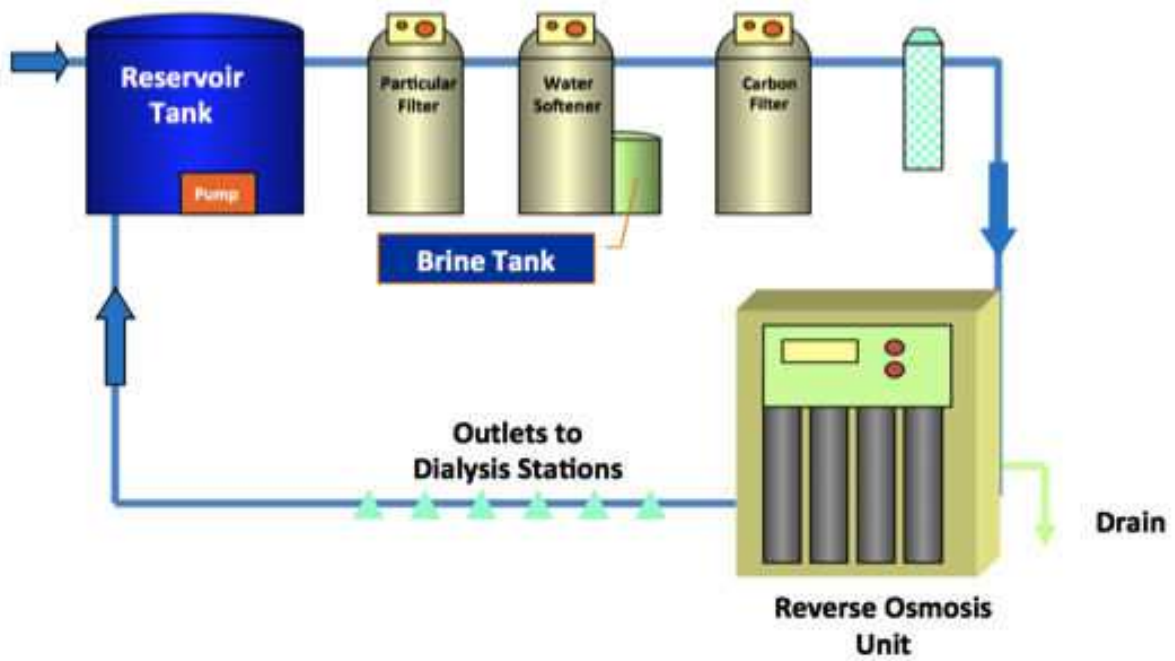 Reservoir
Tank
Pump
Particular
Filter
Water
Softener
Carbon
Filter
Brine Tank
Outlets to
Dialysis Stations
Drain
Reverse Osmosis
Unit